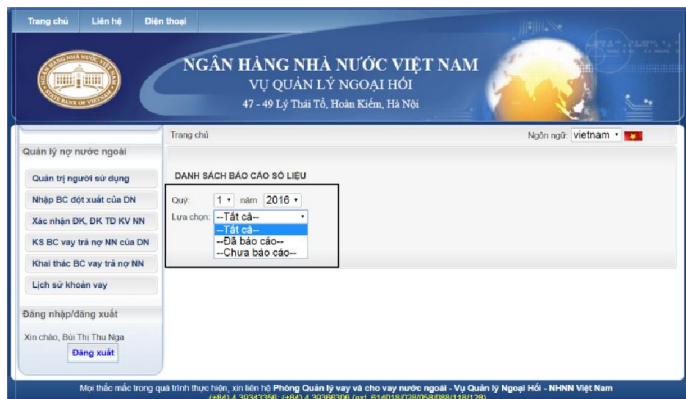 Trang chủ Liên hệ Điện thoại
NGÂN HÀNG NHÀ NƯỚC VIỆT NAM
VỤ QUẢN LÝ NGOẠI HỐI
47 - 49 Lý Thái Tổ, Hoàn Kiếm, Hà Nội
Trang chủ
Ngôn ngữ: vietnam
Quản lý nợ nước ngoài
Quản trị người sử dụng
Nhập BC đột xuất của DN
Xác nhận ĐK, ĐK TĐ KV NN
KS BC vay trả nợ NN của DN
Khai thác BC vay trả nợ NN
Lịch sử khoản vay
Đăng nhập/đăng xuất
Xin chào, Bùi Thị Thu Nga
Đăng xuất
DANH SÁCH BÁO CÁO SỐ LIỆU
Quý: 1 năm 2016
Lựa chọn: --Tất cả--
--Tất cả--
--Đã báo cáo--
--Chưa báo cáo--
Mọi thắc mắc trong quá trình thực hiện, xin liên hệ Phòng Quản lý vay và cho vay nước ngoài - Vụ Quản lý Ngoại Hối - NHNN Việt Nam
(+84) 4.39343356, (+84) 4.39366306 (ext.